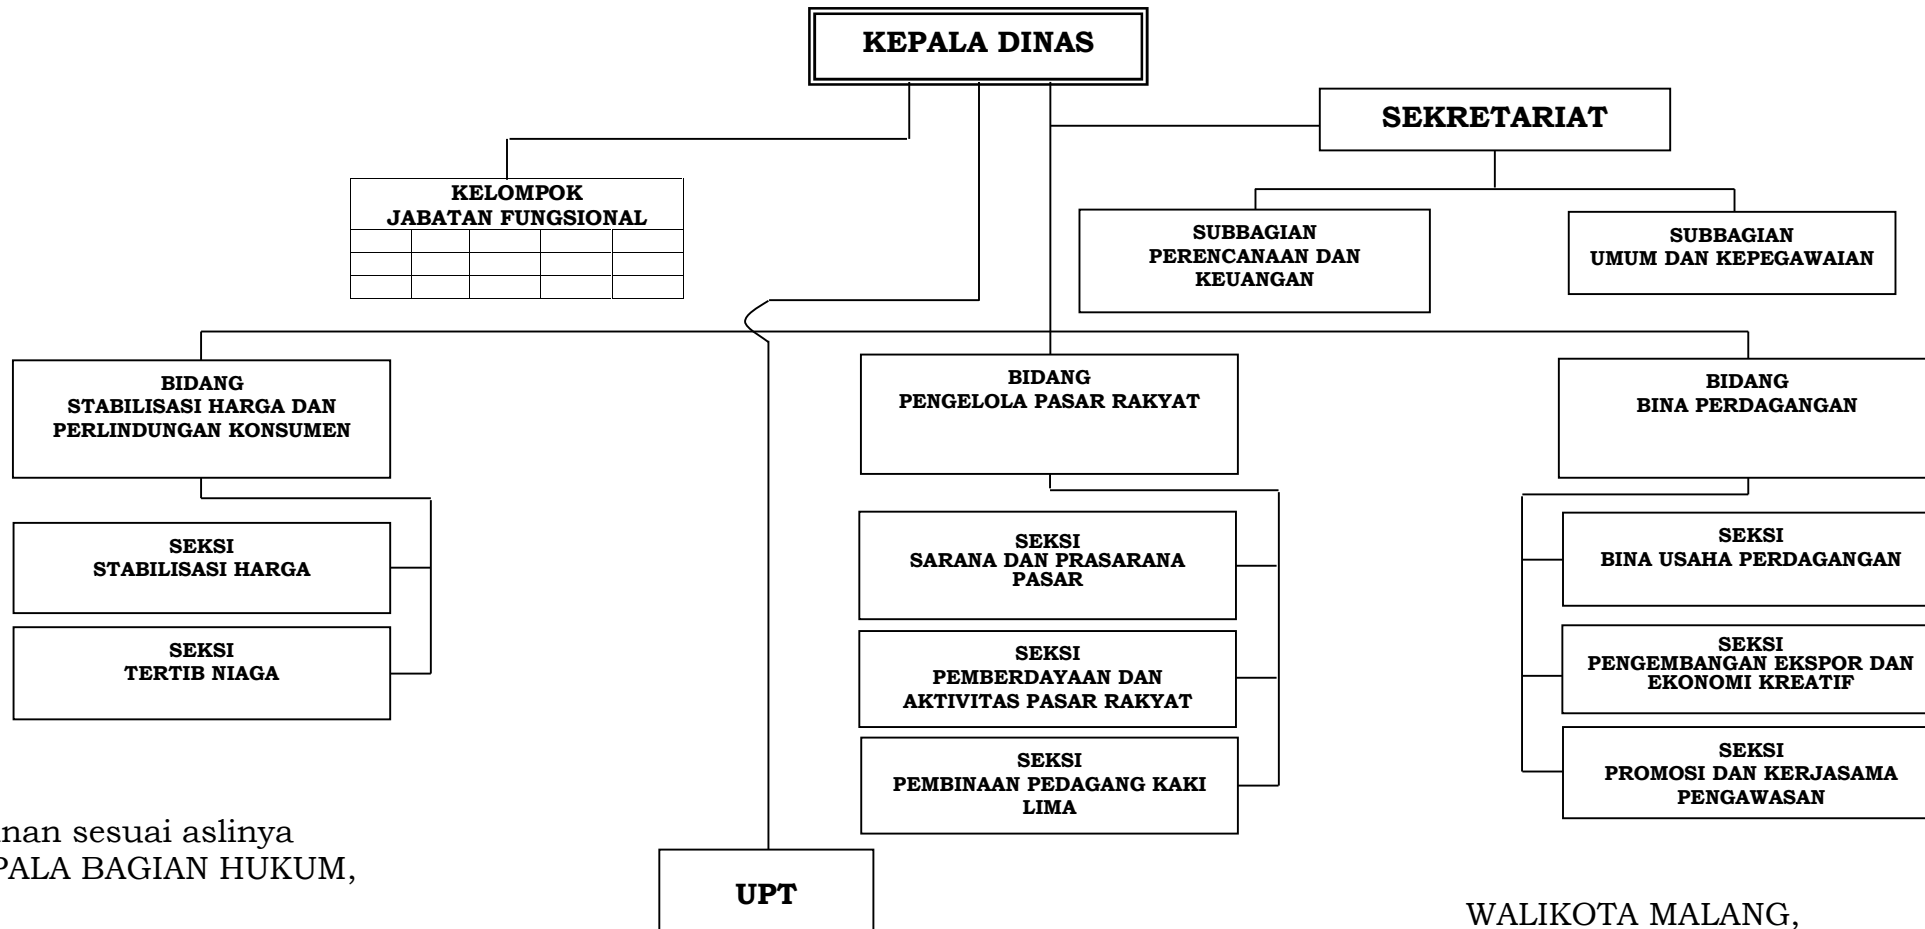 KEPALA DINAS
SEKRETARIAT
KELOMPOK
JABATAN FUNGSIONAL
SUBBAGIAN
PERENCANAAN DAN
KEUANGAN
SUBBAGIAN
UMUM DAN KEPEGAWAIAN
BIDANG
STABILISASI HARGA DAN
PERLINDUNGAN KONSUMEN
BIDANG
PENGELOLA PASAR RAKYAT
BIDANG
BINA PERDAGANGAN
SEKSI
STABILISASI HARGA
SEKSI
TERTIB NIAGA
SEKSI
SARANA DAN PRASARANA
PASAR
SEKSI
PEMBERDAYAAN DAN
AKTIVITAS PASAR RAKYAT
SEKSI
PEMBINAAN PEDAGANG KAKI
LIMA
SEKSI
BINA USAHA PERDAGANGAN
SEKSI
PENGEMBANGAN EKSPOR DAN
EKONOMI KREATIF
SEKSI
PROMOSI DAN KERJASAMA
PENGAWASAN
sesuai aslinya
BAGIAN HUKUM,
UPT
WALIKOTA MALANG,